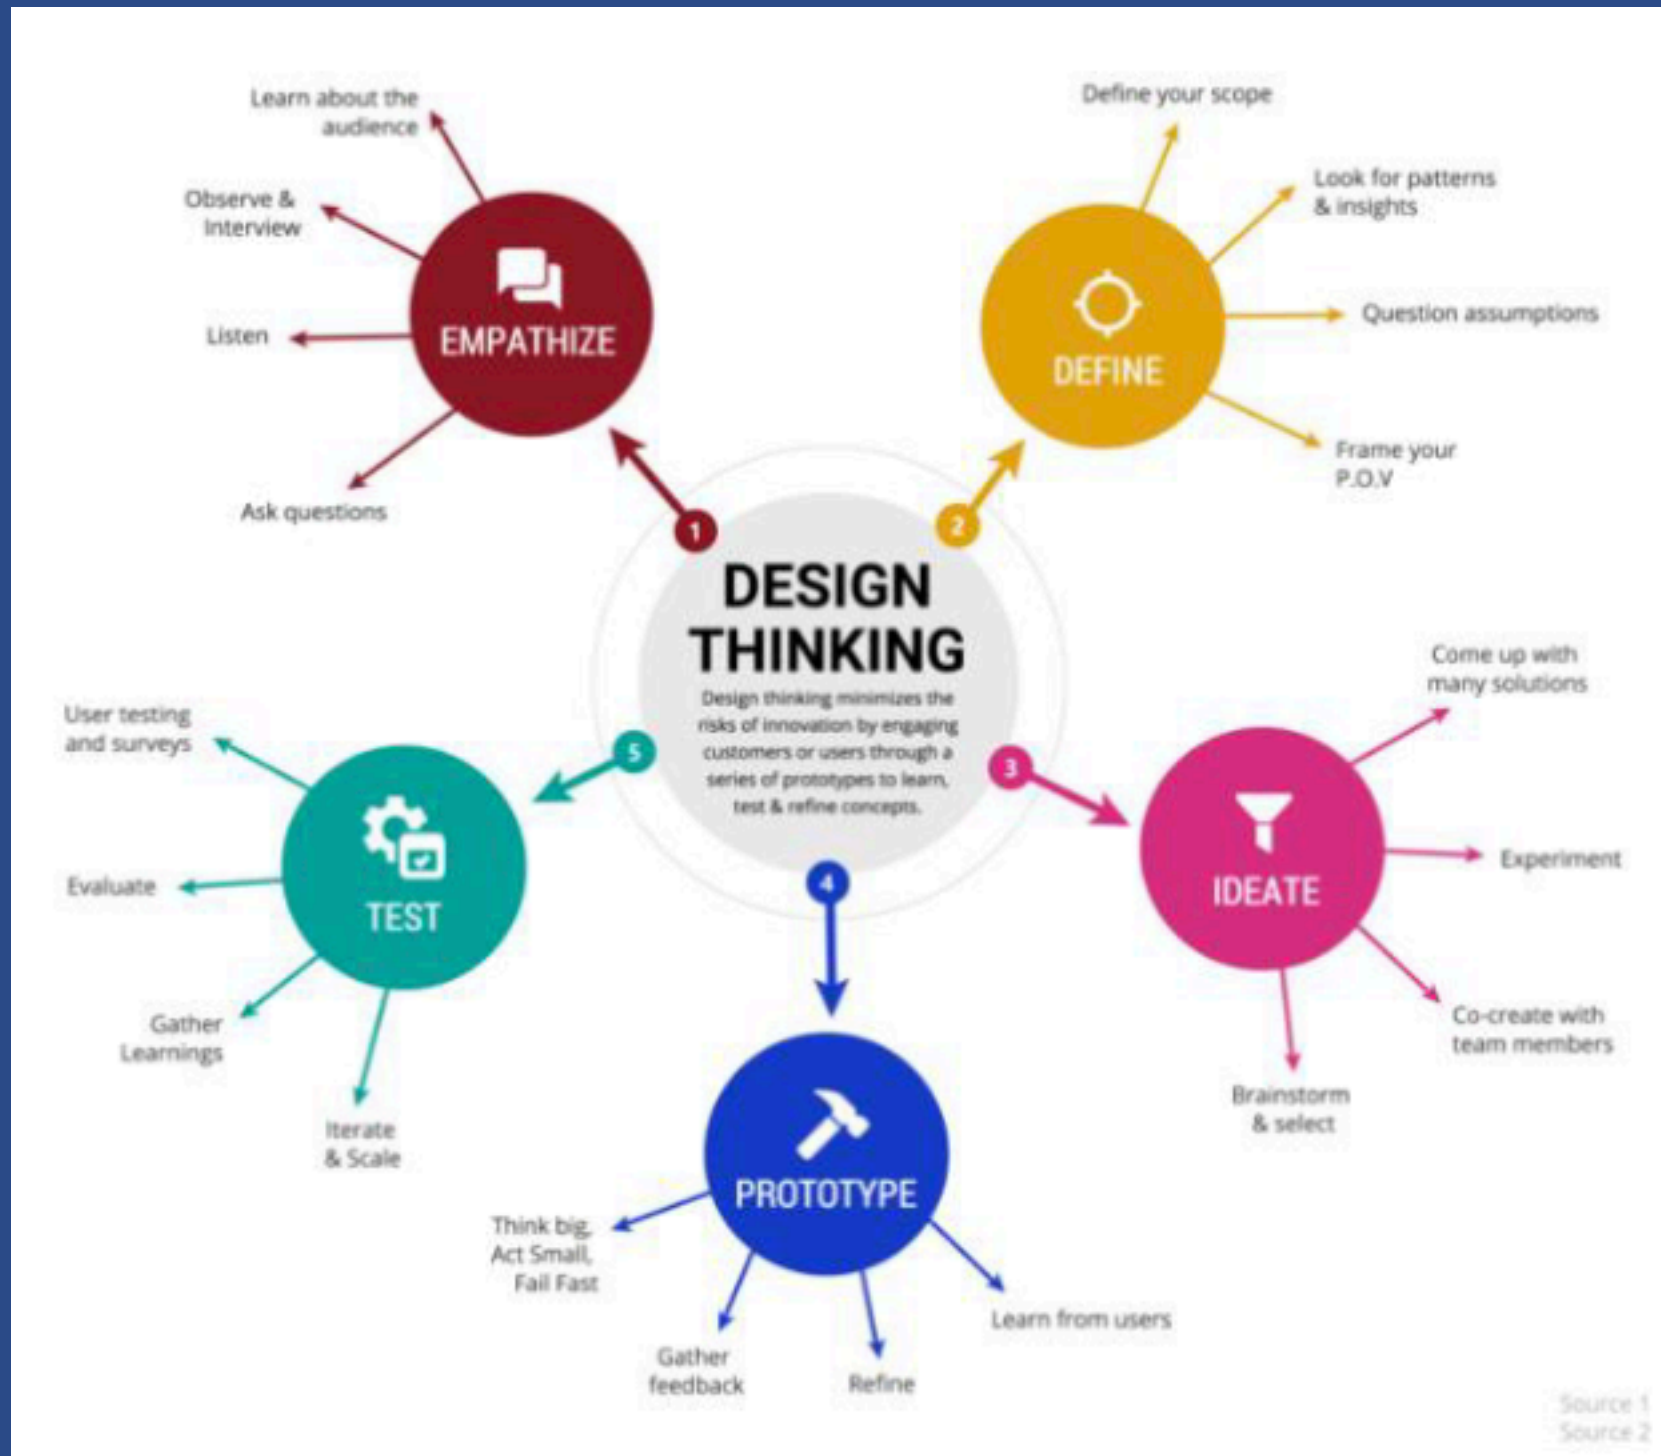 DESIGN
THINKING
Design thinking minimizes the
risks of innovation by engaging
customers or users through a
series of prototypes to learn,
test & refine concepts.
1
EMPATHIZE
Learn about the
audience
Observe &
Interview
Listen
Ask questions
2
DEFINE
Define your scope
Look for patterns
& insights
Question assumptions
Frame your
P.O.V
3
IDEATE
Come up with
many solutions
Experiment
Co-create with
team members
Brainstorm
& select
4
PROTOTYPE
Learn from users
Refine
Gather
feedback
Think big,
Act Small,
Fail Fast
5
TEST
User testing
and surveys
Evaluate
Gather
Learnings
Iterate
& Scale
Source 1
Source 2